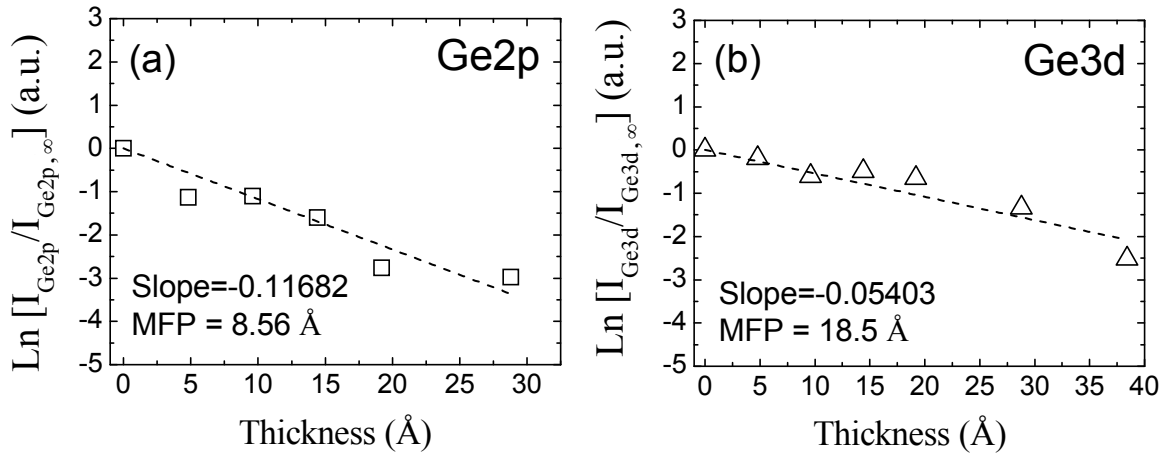 (a) Ge2p
Ln [I_Ge2p/I_Ge2p,∞] (a.u.)
3
2
1
0
-1
-2
-3
-4
-5
Slope=-0.11682
MFP = 8.56 Å
0 5 10 15 20 25 30
Thickness (Å)
(b) Ge3d
Ln [I_Ge3d/I_Ge3d,∞] (a.u.)
3
2
1
0
-1
-2
-3
-4
-5
Slope=-0.05403
MFP = 18.5 Å
0 5 10 15 20 25 30 35 40
Thickness (Å)